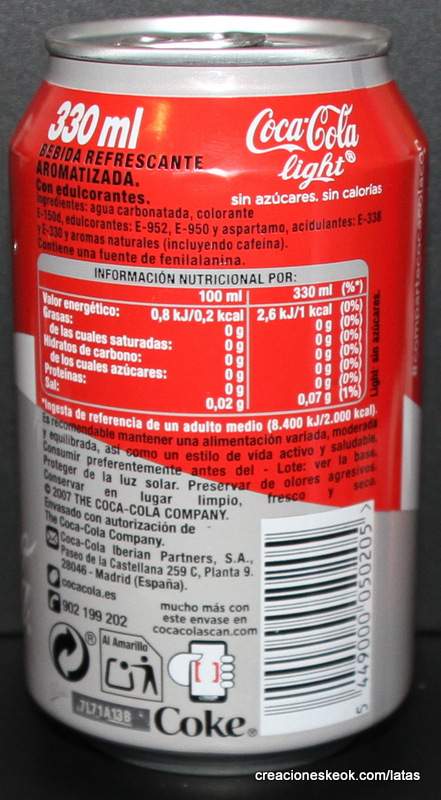 330 ml
BEBIDA REFRESCANTE
AROMATIZADA.
Con edulcorantes.
Coca-Cola
light®
sin azúcares. sin calorías
Ingredientes: agua carbonatada, colorante
E-150d, edulcorantes: E-952, E-950 y aspartamo, acidulantes: E-338
y E-330 y aromas naturales (incluyendo cafeína).
Contiene una fuente de fenilalanina.
INFORMACIÓN NUTRICIONAL POR:
100 ml 330 ml (%*)
Valor energético: 0,8 kJ/0,2 kcal 2,6 kJ/1 kcal (0%)
Grasas: 0 g 0 g (0%)
de las cuales saturadas: 0 g 0 g (0%)
Hidratos de carbono: 0 g 0 g (0%)
de los cuales azúcares: 0 g 0 g (0%)
Proteínas: 0 g 0 g (0%)
Sal: 0,02 g 0,07 g (1%)
Light: sin azúcares.
*Ingesta de referencia de un adulto medio (8.400 kJ/2.000 kcal).
Es recomendable mantener una alimentación variada, moderada
y equilibrada, así como un estilo de vida activo y saludable.
Consumir preferentemente antes del - Lote: ver la base.
Proteger de la luz solar. Preservar de olores agresivos.
Conservar en lugar limpio, fresco y seco.
© 2007 THE COCA-COLA COMPANY.
Envasado con autorización de
The Coca-Cola Company.
Coca-Cola Iberian Partners, S.A.,
Paseo de la Castellana 259 C, Planta 9.
28046 - Madrid (España).
cocacola.es
902 199 202
mucho más con
este envase en
cocacolascan.com
®
Al Amarillo
7L71A13B
Coke®
5 449000 050205 >
creacioneskeok.com/latas